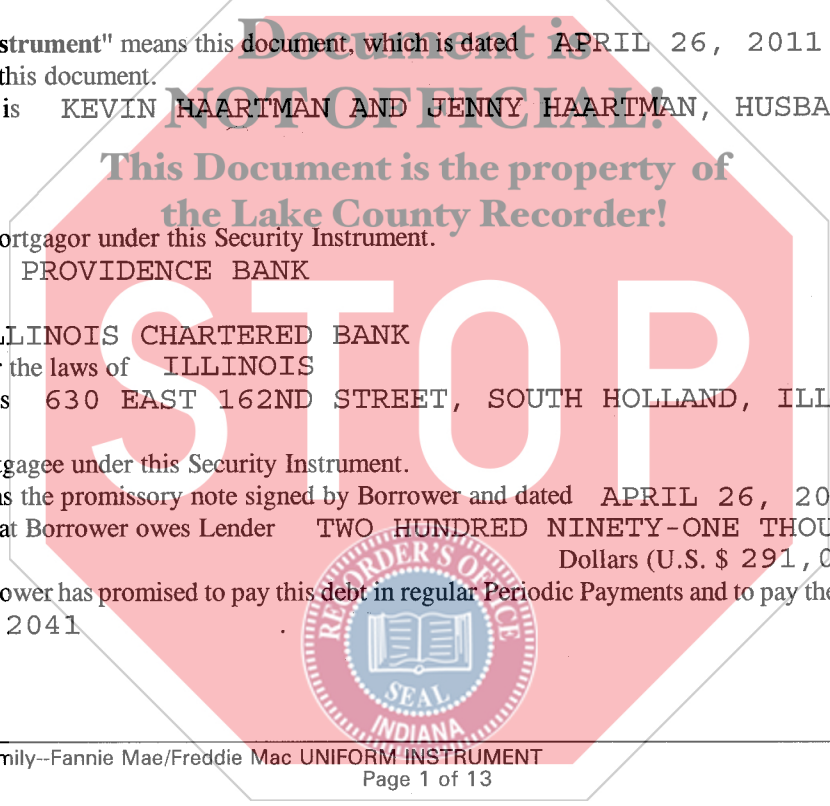 Document is
strument" means this document, which is dated APRIL 26, 2011
this document.
is KEVIN HAARTMAN AND JENNY HAARTMAN, HUSBA
NOT OFFICIAL!
This Document is the property of
the Lake County Recorder!
ortgagor under this Security Instrument.
PROVIDENCE BANK
LLINOIS CHARTERED BANK
the laws of ILLINOIS
s 630 EAST 162ND STREET, SOUTH HOLLAND, ILL
STOP
gagee under this Security Instrument.
s the promissory note signed by Borrower and dated APRIL 26, 20
at Borrower owes Lender TWO HUNDRED NINETY-ONE THOU
Dollars (U.S. $ 291,0
ower has promised to pay this debt in regular Periodic Payments and to pay the
2041 .
RECORDER'S OFFICE
SEAL
INDIANA
mily--Fannie Mae/Freddie Mac UNIFORM INSTRUMENT
Page 1 of 13